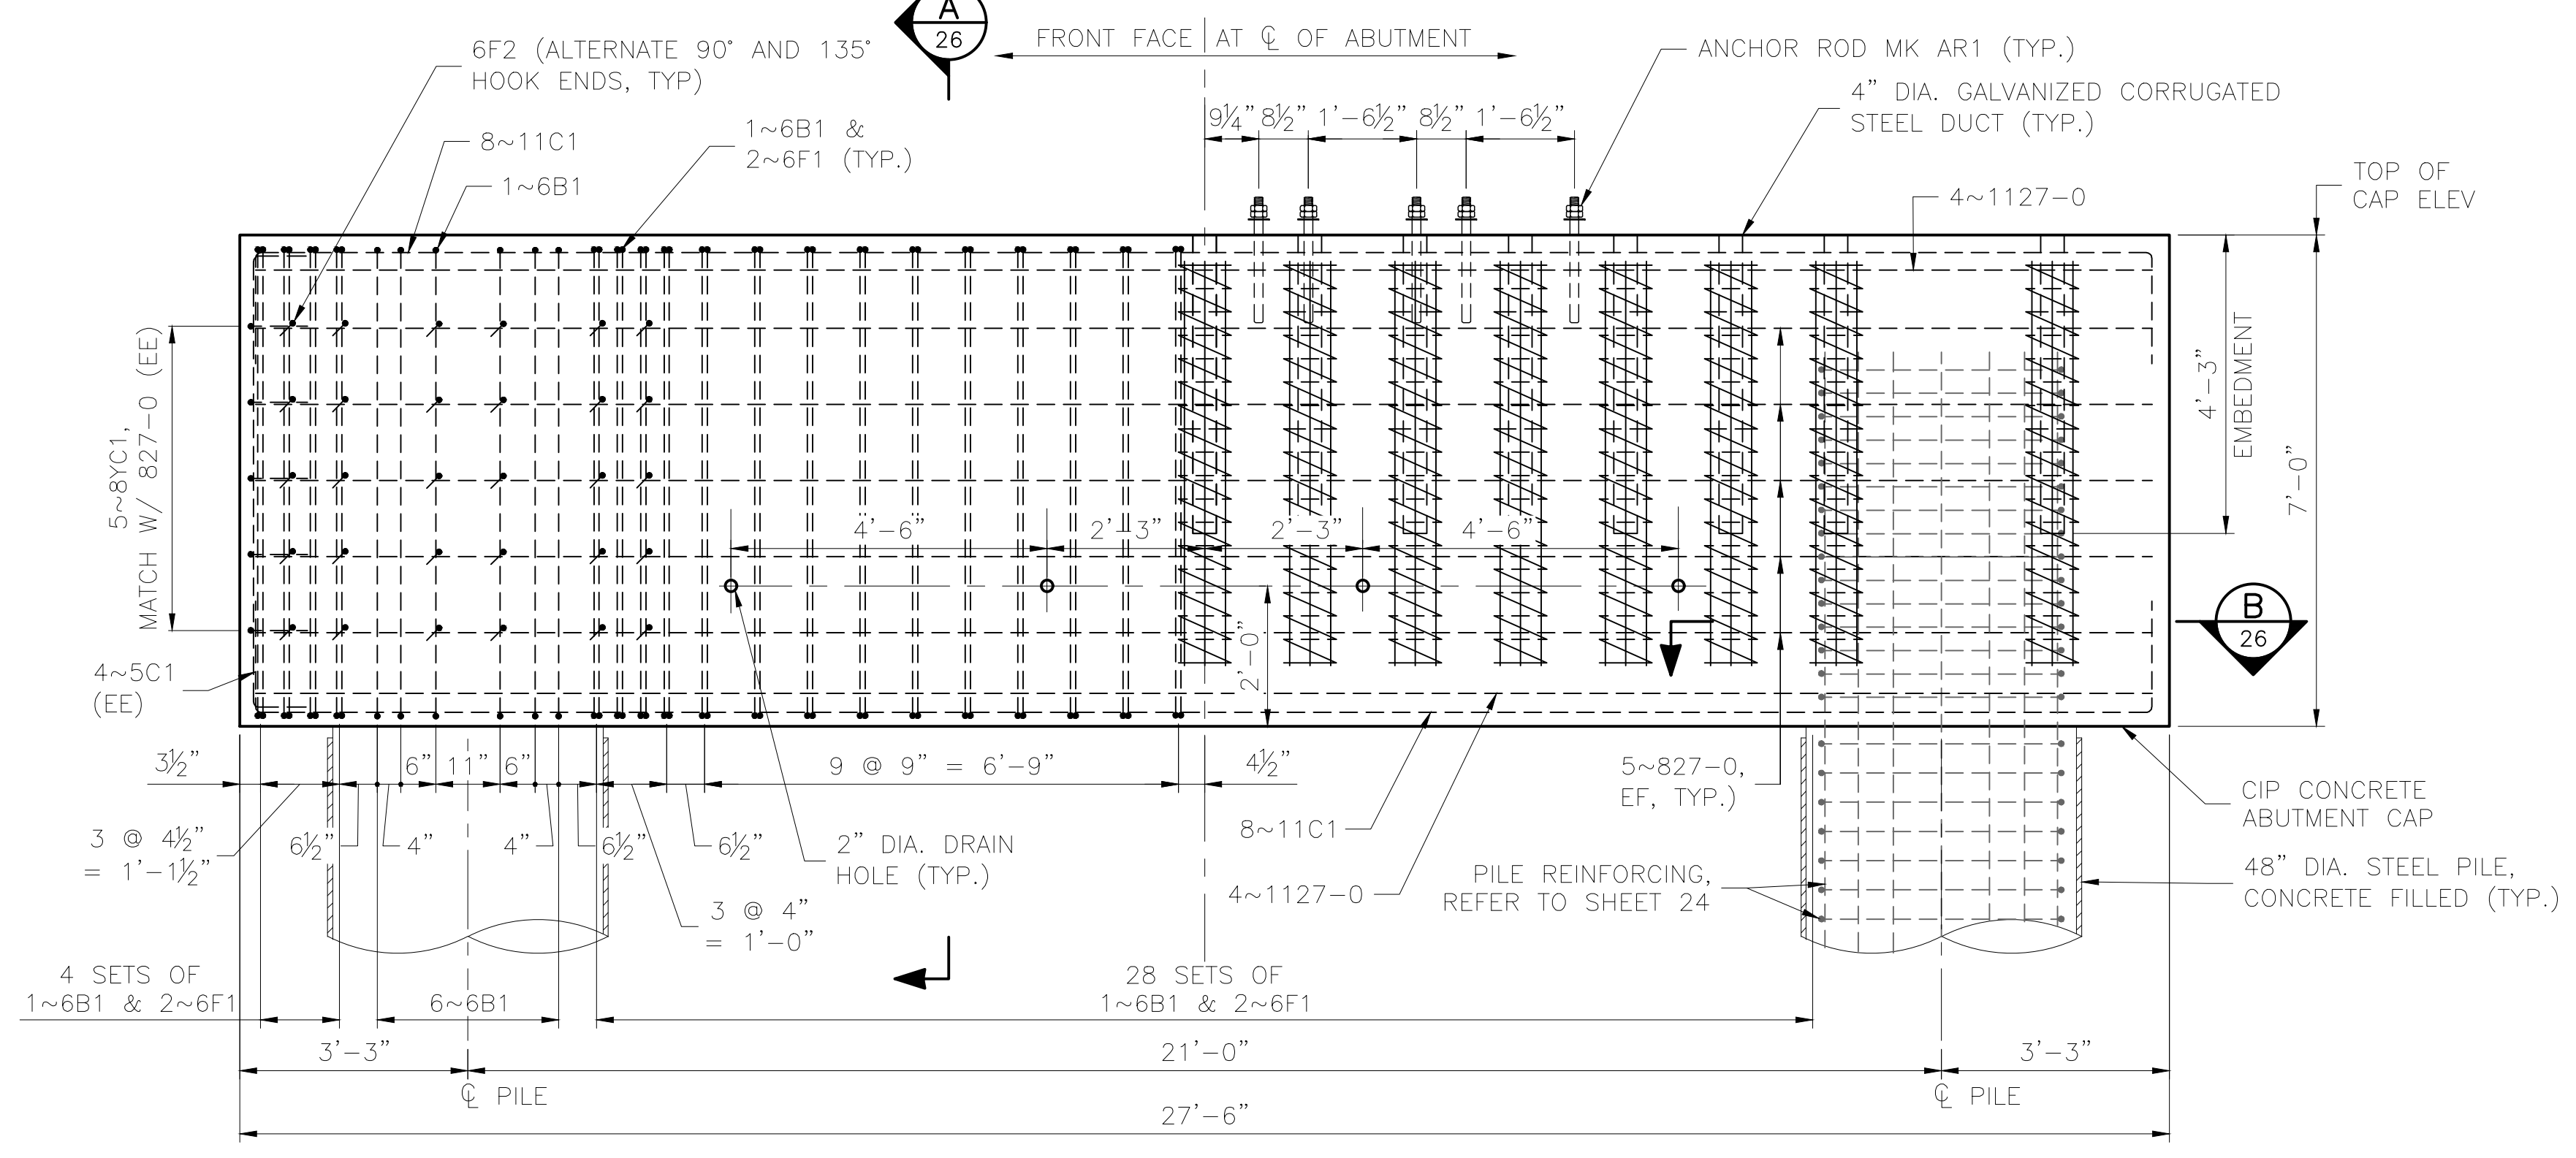 A
26
FRONT FACE AT ℄ OF ABUTMENT
6F2 (ALTERNATE 90° AND 135°
HOOK ENDS, TYP)
ANCHOR ROD MK AR1 (TYP.)
4” DIA. GALVANIZED CORRUGATED
STEEL DUCT (TYP.)
8~11C1
1~6B1
1~6B1 &
2~6F1 (TYP.)
9¼” 8½” 1'-6½” 8½” 1'-6½”
4~1127-0
TOP OF
CAP ELEV
5~8YC1,
MATCH W/ 827-0 (EE)
4'-3”
EMBEDMENT
7'-0”
4'-6” 2'-3” 2'-3” 4'-6”
2'-0”
B
26
4~5C1
(EE)
3½” 6” 11” 6” 9 @ 9” = 6'-9” 4½”
5~827-0,
EF, TYP.)
CIP CONCRETE
ABUTMENT CAP
3 @ 4½”
= 1'-1½”
6½” 4” 4” 6½” 6½”
2” DIA. DRAIN
HOLE (TYP.)
8~11C1
4~1127-0
PILE REINFORCING,
REFER TO SHEET 24
48” DIA. STEEL PILE,
CONCRETE FILLED (TYP.)
3 @ 4”
= 1'-0”
4 SETS OF
1~6B1 & 2~6F1
6~6B1
28 SETS OF
1~6B1 & 2~6F1
3'-3” 21'-0” 3'-3”
℄ PILE
℄ PILE
27'-6”